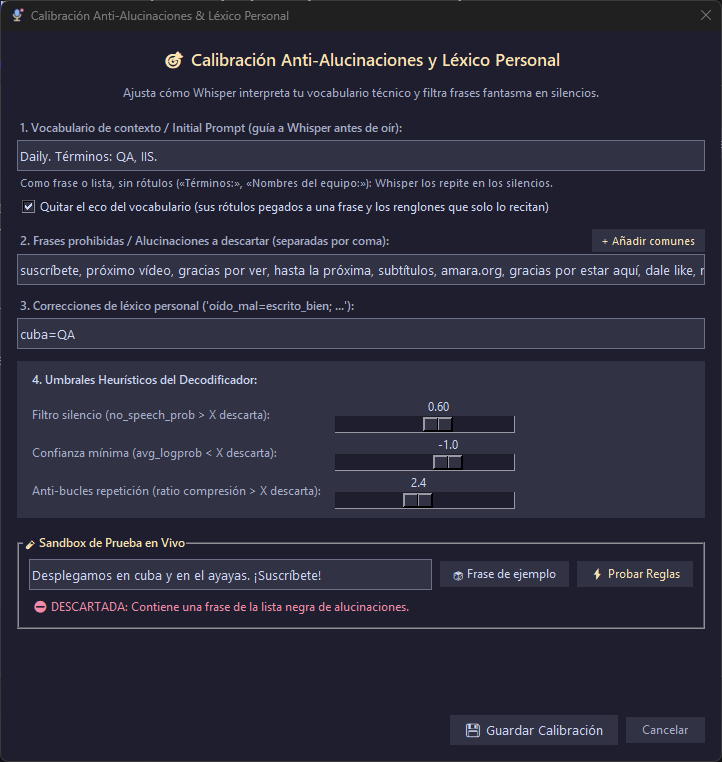 Calibración Anti-Alucinaciones & Léxico Personal
Calibración Anti-Alucinaciones y Léxico Personal
Ajusta cómo Whisper interpreta tu vocabulario técnico y filtra frases fantasma en silencios.
1. Vocabulario de contexto / Initial Prompt (guía a Whisper antes de oír):
Daily. Términos: QA, IIS.
Como frase o lista, sin rótulos («Términos:», «Nombres del equipo:»): Whisper los repite en los silencios.
Quitar el eco del vocabulario (sus rótulos pegados a una frase y los renglones que solo lo recitan)
2. Frases prohibidas / Alucinaciones a descartar (separadas por coma):
+ Añadir comunes
suscríbete, próximo vídeo, gracias por ver, hasta la próxima, subtítulos, amara.org, gracias por estar aquí, dale like,
3. Correcciones de léxico personal ('oido_mal=escrito_bien; ...'):
cuba=QA
4. Umbrales Heurísticos del Decodificador:
0.60
Filtro silencio (no_speech_prob > X descarta):
-1.0
Confianza mínima (avg_logprob < X descarta):
2.4
Anti-bucles repetición (ratio compresión > X descarta):
Sandbox de Prueba en Vivo
Desplegamos en cuba y en el ayayas. ¡Suscríbete!
Frase de ejemplo
Probar Reglas
DESCARTADA: Contiene una frase de la lista negra de alucinaciones.
Guardar Calibración
Cancelar